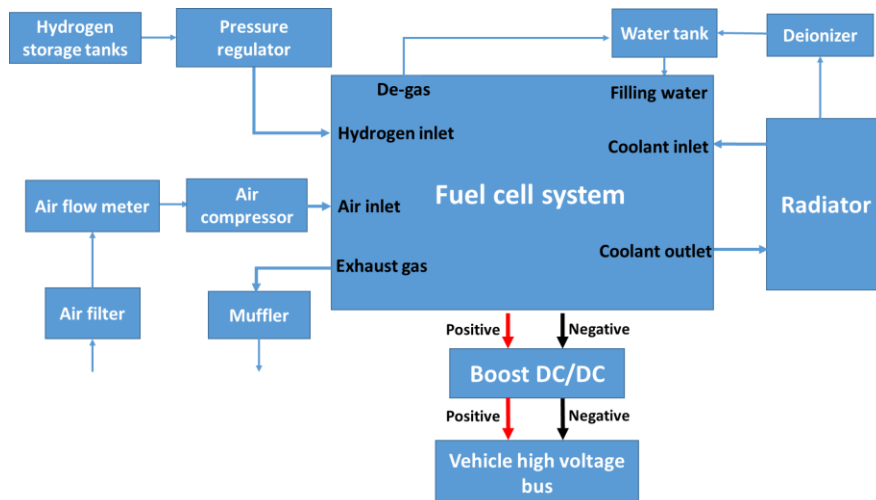 Hydrogen
storage tanks
Pressure
regulator
Water tank
Deionizer
De-gas
Filling water
Hydrogen inlet
Coolant inlet
Air flow meter
Air
compressor
Air inlet
Fuel cell system
Radiator
Exhaust gas
Coolant outlet
Air filter
Muffler
Positive
Negative
Boost DC/DC
Positive
Negative
Vehicle high voltage
bus